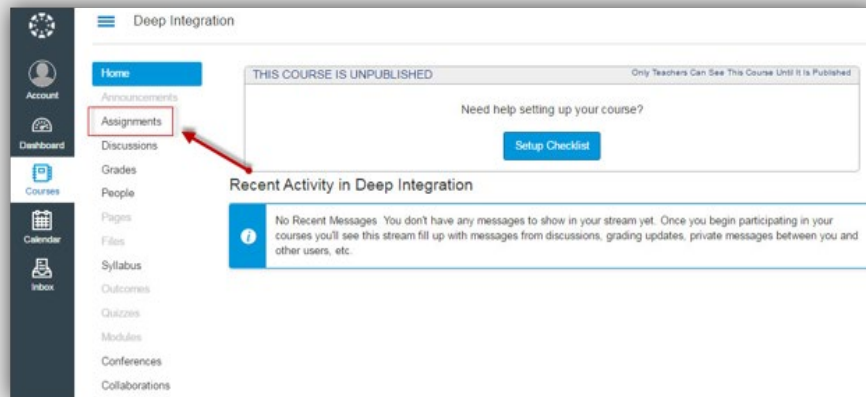 Deep Integration
Account
Dashboard
Courses
Calendar
Inbox
Home
Announcements
Assignments
Discussions
Grades
People
Pages
Files
Syllabus
Outcomes
Quizzes
Modules
Conferences
Collaborations
THIS COURSE IS UNPUBLISHED
Only Teachers Can See This Course Until It Is Published
Need help setting up your course?
Setup Checklist
Recent Activity in Deep Integration
No Recent Messages You don't have any messages to show in your stream yet. Once you begin participating in your
courses you'll see this stream fill up with messages from discussions, grading updates, private messages between you and
other users, etc.